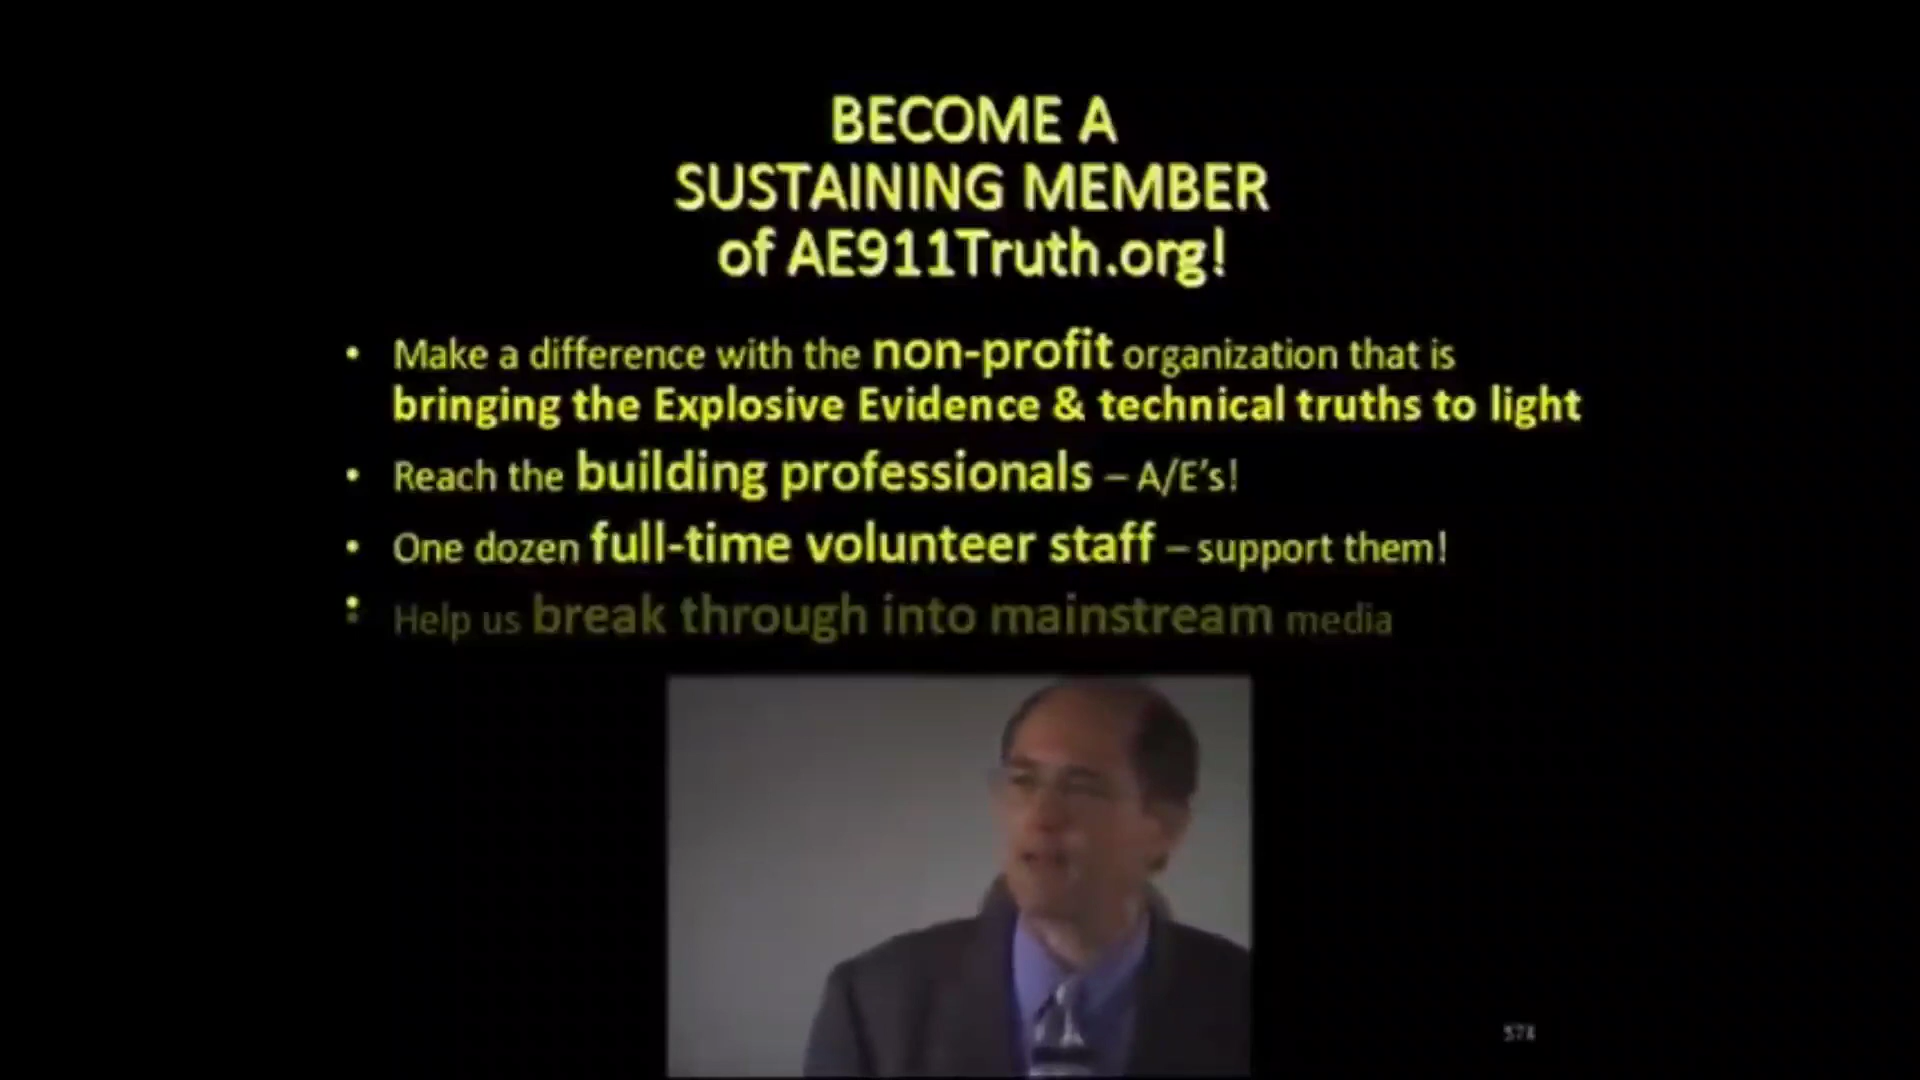 BECOME A
SUSTAINING MEMBER
of AE911Truth.org!
• Make a difference with the non-profit organization that is
bringing the Explosive Evidence & technical truths to light
• Reach the building professionals – A/E's!
• One dozen full-time volunteer staff – support them!
• Help us break through into mainstream media